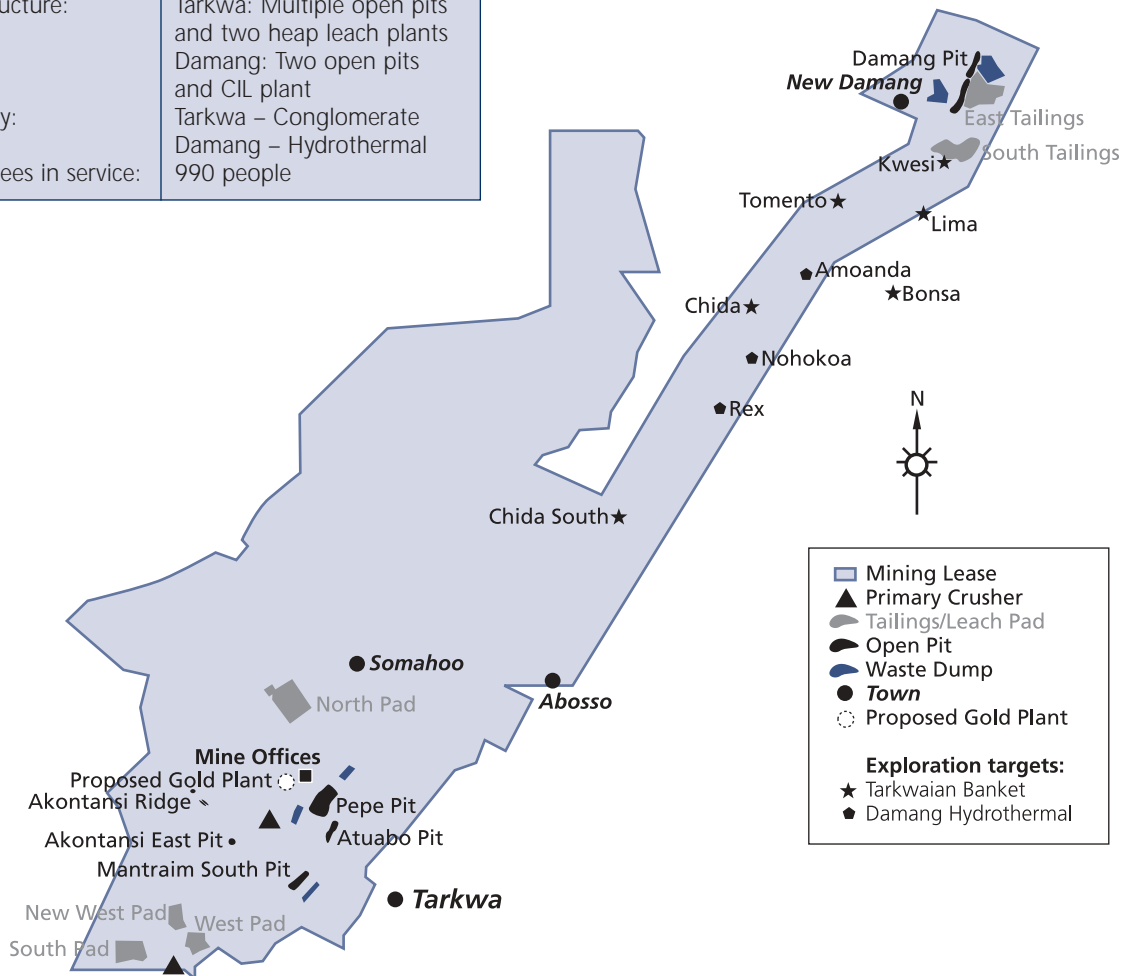 Tarkwa: Multiple open pits
and two heap leach plants
Damang: Two open pits
and CIL plant
Tarkwa – Conglomerate
Damang – Hydrothermal
ees in service:
990 people
Damang Pit
New Damang
East Tailings
South Tailings
Kwesi
Tomento
Lima
Amoanda
Bonsa
Chida
Nohokoa
Rex
N
Chida South
Mining Lease
Primary Crusher
Tailings/Leach Pad
Open Pit
Waste Dump
Town
Proposed Gold Plant
Exploration targets:
Tarkwaian Banket
Damang Hydrothermal
Somahoo
Abosso
North Pad
Mine Offices
Proposed Gold Plant
Akontansi Ridge
Pepe Pit
Akontansi East Pit
Atuabo Pit
Mantraim South Pit
Tarkwa
New West Pad
West Pad
South Pad